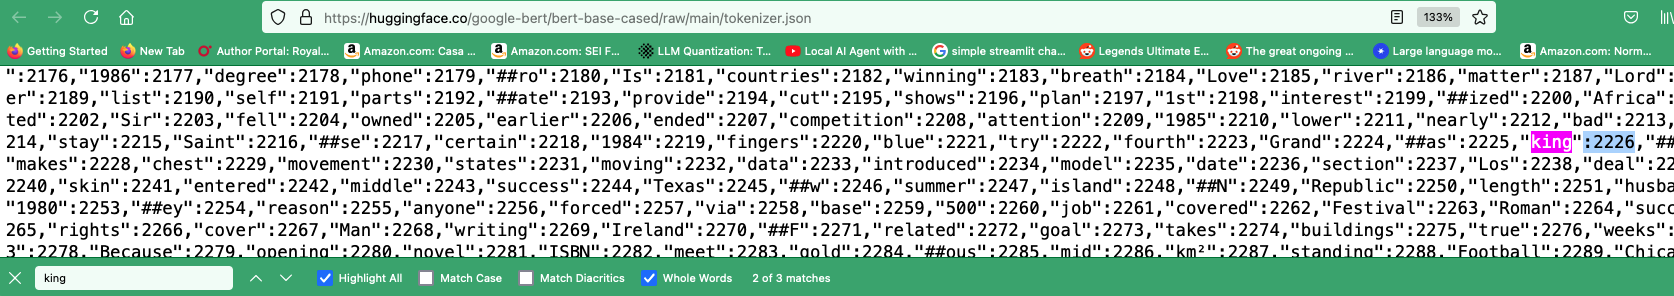 https://huggingface.co/google-bert/bert-base-cased/raw/main/tokenizer.json
133%
Getting Started
New Tab
Author Portal: Royal...
Amazon.com: Casa ...
Amazon.com: SEI F...
LLM Quantization: T...
Local AI Agent with ...
simple streamlit cha...
Legends Ultimate E...
The great ongoing ...
Large language mo...
Amazon.com: Norm...
":2176,"1986":2177,"degree":2178,"phone":2179,"##ro":2180,"Is":2181,"countries":2182,"winning":2183,"breath":2184,"Love":2185,"river":2186,"matter":2187,"Lord"
er":2189,"list":2190,"self":2191,"parts":2192,"##ate":2193,"provide":2194,"cut":2195,"shows":2196,"plan":2197,"1st":2198,"interest":2199,"##ized":2200,"Africa"
ted":2202,"Sir":2203,"fell":2204,"owned":2205,"earlier":2206,"ended":2207,"competition":2208,"attention":2209,"1985":2210,"lower":2211,"nearly":2212,"bad":2213,
214,"stay":2215,"Saint":2216,"##se":2217,"certain":2218,"1984":2219,"fingers":2220,"blue":2221,"try":2222,"fourth":2223,"Grand":2224,"##as":2225,"king":2226,"##
"makes":2228,"chest":2229,"movement":2230,"states":2231,"moving":2232,"data":2233,"introduced":2234,"model":2235,"date":2236,"section":2237,"Los":2238,"deal":2
2240,"skin":2241,"entered":2242,"middle":2243,"success":2244,"Texas":2245,"##w":2246,"summer":2247,"island":2248,"##N":2249,"Republic":2250,"length":2251,"husba
"1980":2253,"##ey":2254,"reason":2255,"anyone":2256,"forced":2257,"via":2258,"base":2259,"500":2260,"job":2261,"covered":2262,"Festival":2263,"Roman":2264,"succ
265,"rights":2266,"cover":2267,"Man":2268,"writing":2269,"Ireland":2270,"##F":2271,"related":2272,"goal":2273,"takes":2274,"buildings":2275,"true":2276,"weeks":
3":2278,"Because":2279,"opening":2280,"novel":2281,"ISBN":2282,"meet":2283,"gold":2284,"##ous":2285,"mid":2286,"km²":2287,"standing":2288,"Football":2289,"Chica
king
Highlight All
Match Case
Match Diacritics
Whole Words
2 of 3 matches